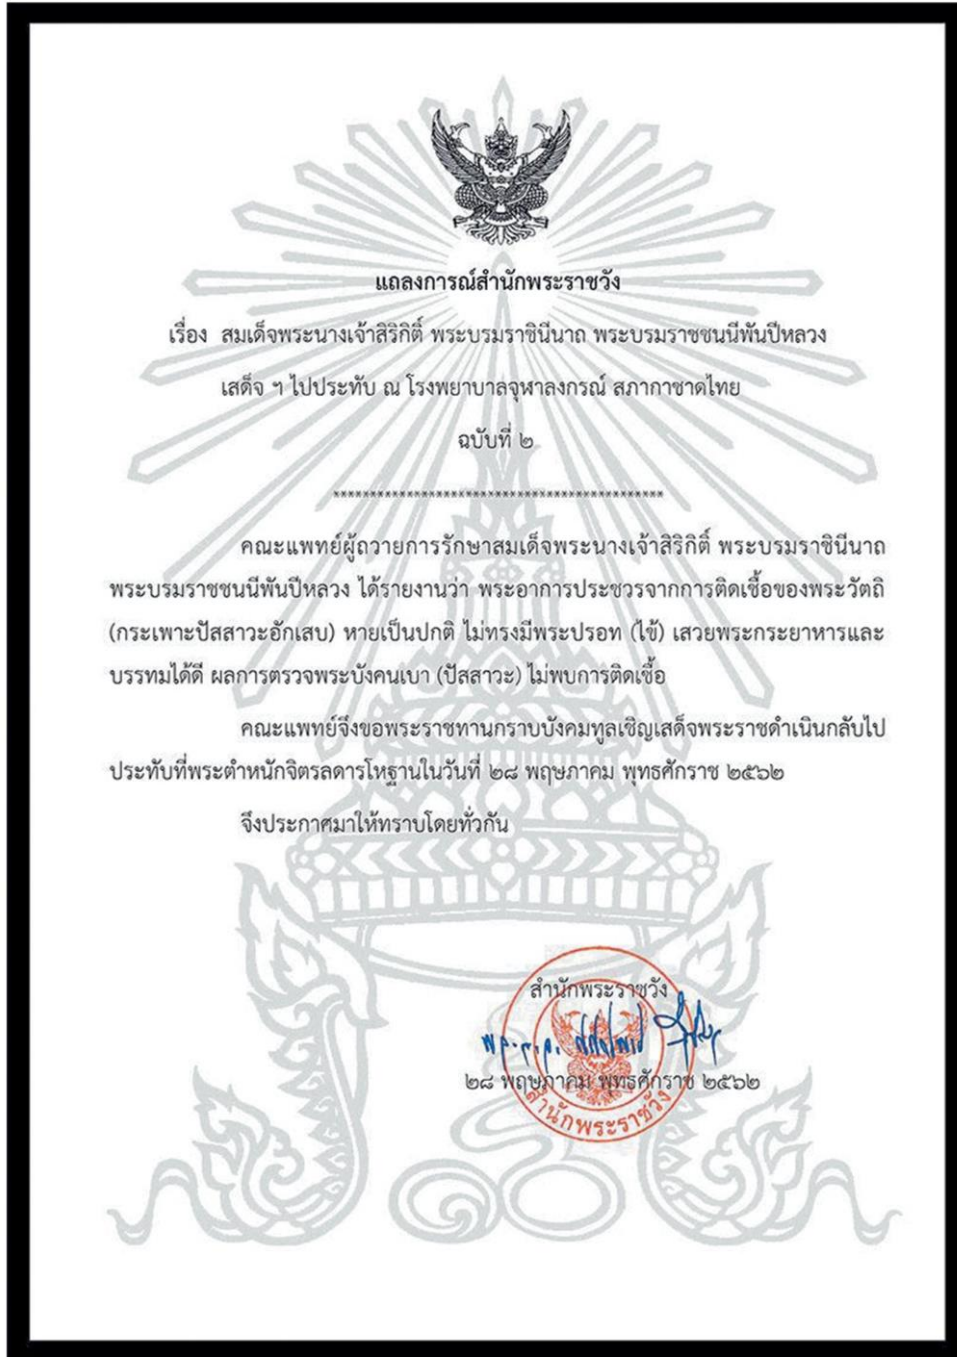 แถลงการณ์สำนักพระราชวัง
เรื่อง สมเด็จพระนางเจ้าสิริกิติ์ พระบรมราชินีนาถ พระบรมราชชนนีพันปีหลวง
เสด็จ ฯ ไปประทับ ณ โรงพยาบาลจุฬาลงกรณ์ สภากาชาดไทย
ฉบับที่ ๒
*********************************************
คณะแพทย์ผู้ถวายการรักษาสมเด็จพระนางเจ้าสิริกิติ์ พระบรมราชินีนาถ
พระบรมราชชนนีพันปีหลวง ได้รายงานว่า พระอาการประชวรจากการติดเชื้อของพระวัตถิ
(กระเพาะปัสสาวะอักเสบ) หายเป็นปกติ ไม่ทรงมีพระปรอท (ไข้) เสวยพระกระยาหารและ
บรรทมได้ดี ผลการตรวจพระบังคนเบา (ปัสสาวะ) ไม่พบการติดเชื้อ
คณะแพทย์จึงขอพระราชทานกราบบังคมทูลเชิญเสด็จพระราชดำเนินกลับไป
ประทับที่พระตำหนักจิตรลดารโหฐานในวันที่ ๒๘ พฤษภาคม พุทธศักราช ๒๕๖๒
จึงประกาศมาให้ทราบโดยทั่วกัน
สำนักพระราชวัง
๒๘ พฤษภาคม พุทธศักราช ๒๕๖๒
สำนักพระราชวัง